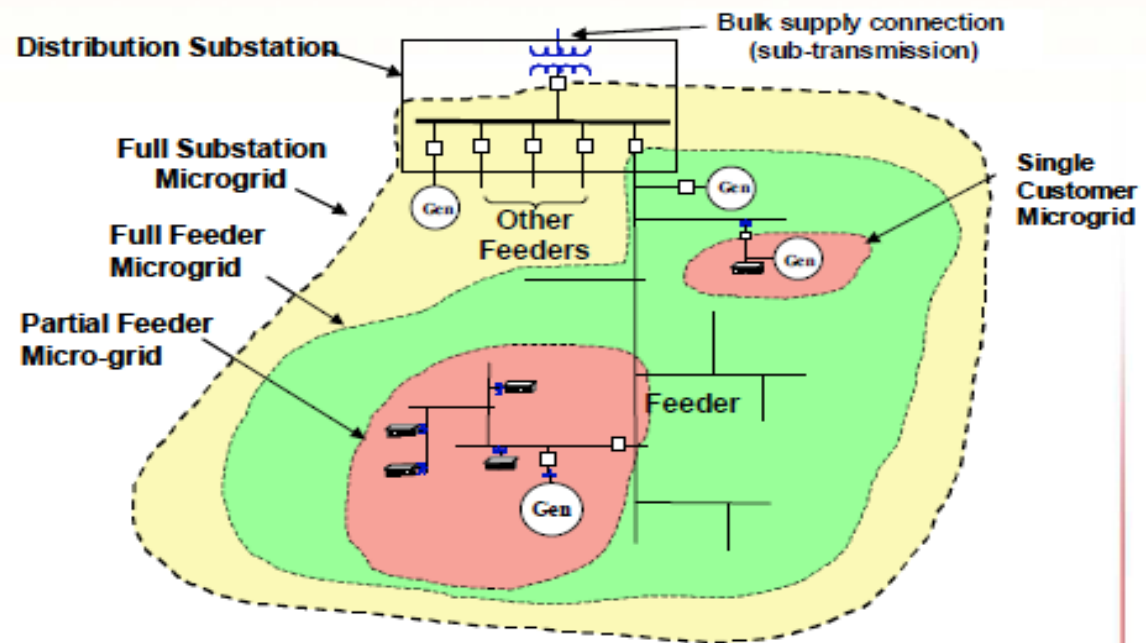 Bulk supply connection
(sub-transmission)
Distribution Substation
Full Substation
Microgrid
Single
Customer
Microgrid
Gen
Gen
Other
Feeders
Full Feeder
Microgrid
Gen
Partial Feeder
Micro-grid
Feeder
Gen